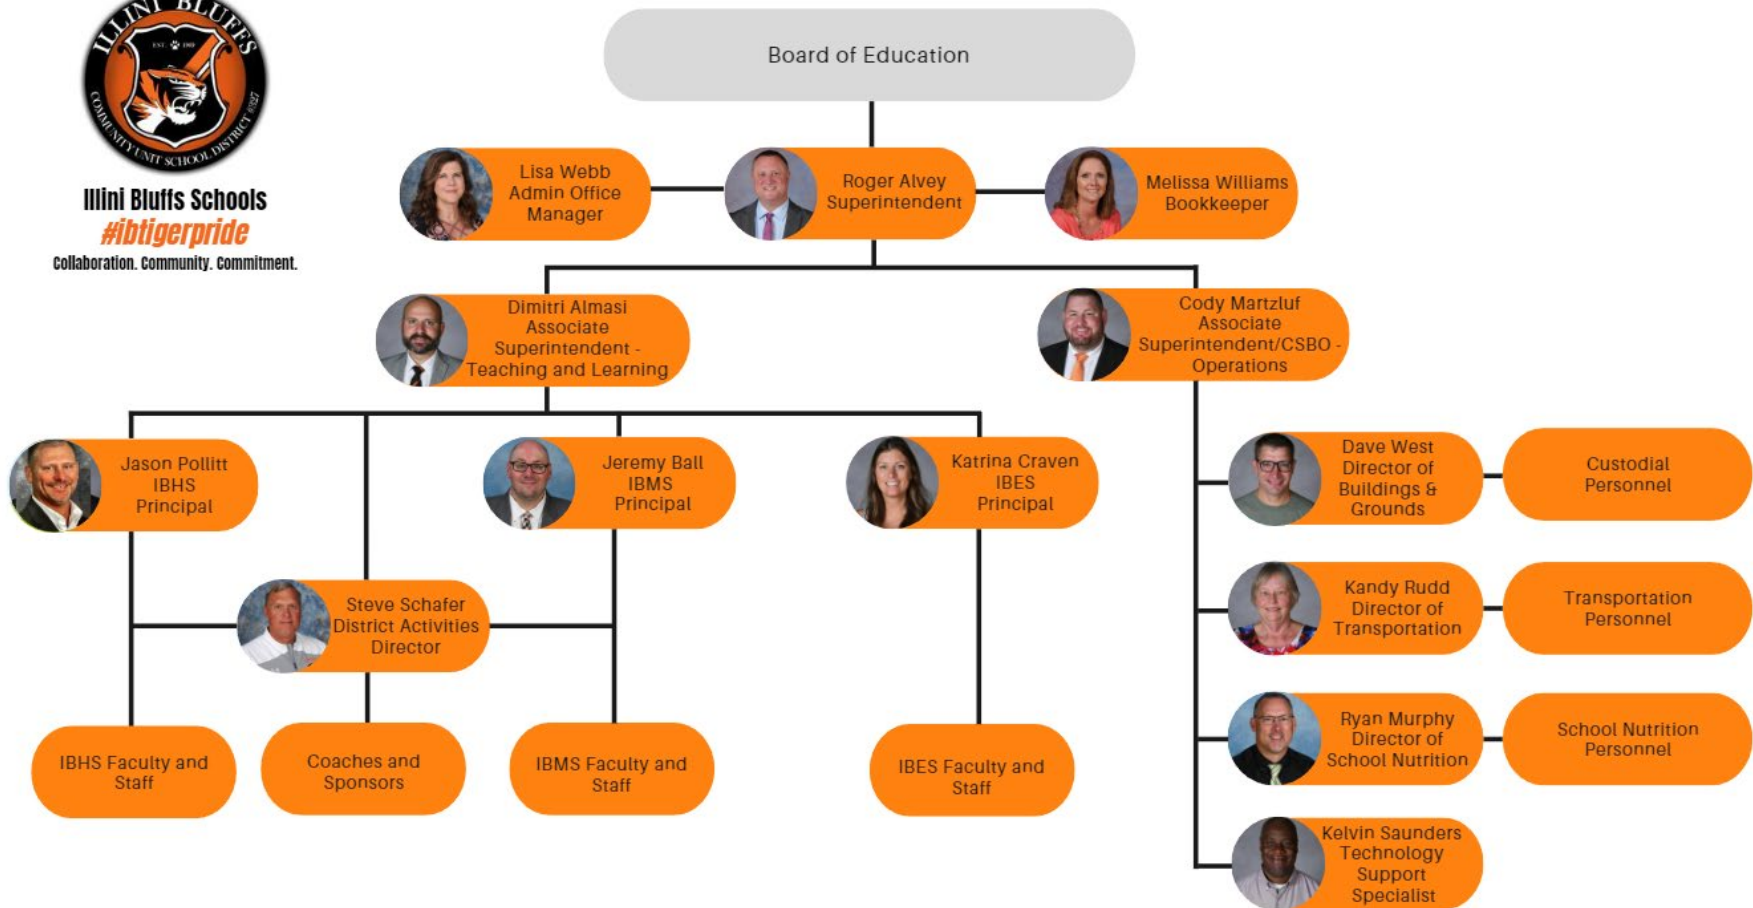 ILLINI BLUFFS
EST. 1989
COMMUNITY UNIT SCHOOL DISTRICT #327
Illini Bluffs Schools
#ibtigerpride
Collaboration. Community. Commitment.
Board of Education
Lisa Webb
Admin Office
Manager
Roger Alvey
Superintendent
Melissa Williams
Bookkeeper
Dimitri Almasi
Associate
Superintendent -
Teaching and Learning
Cody Martzluf
Associate
Superintendent/CSBO -
Operations
Jason Pollitt
IBHS
Principal
Jeremy Ball
IBMS
Principal
Katrina Craven
IBES
Principal
Dave West
Director of
Buildings &
Grounds
Custodial
Personnel
Steve Schafer
District Activities
Director
Kandy Rudd
Director of
Transportation
Transportation
Personnel
Ryan Murphy
Director of
School Nutrition
School Nutrition
Personnel
IBHS Faculty and
Staff
Coaches and
Sponsors
IBMS Faculty and
Staff
IBES Faculty and
Staff
Kelvin Saunders
Technology
Support
Specialist